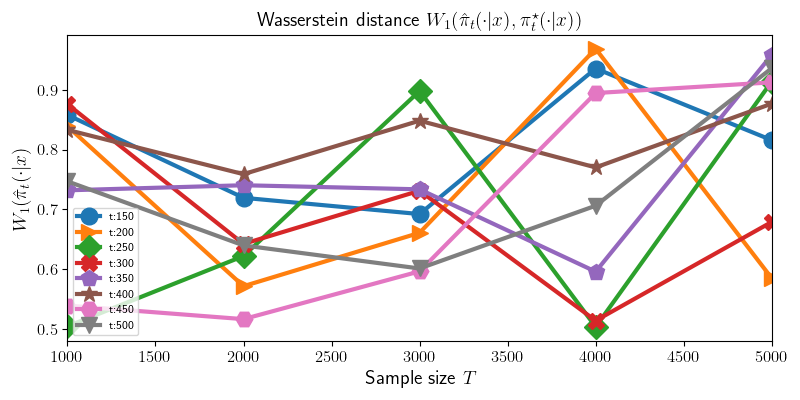 Wasserstein distance $W_1(\hat{\pi}_t(\cdot|x), \pi_t^\star(\cdot|x))$
$W_1(\hat{\pi}_t(\cdot|x)$
0.9
0.8
0.7
0.6
0.5
t:150
t:200
t:250
t:300
t:350
t:400
t:450
t:500
1000 1500 2000 2500 3000 3500 4000 4500 5000
Sample size $T$